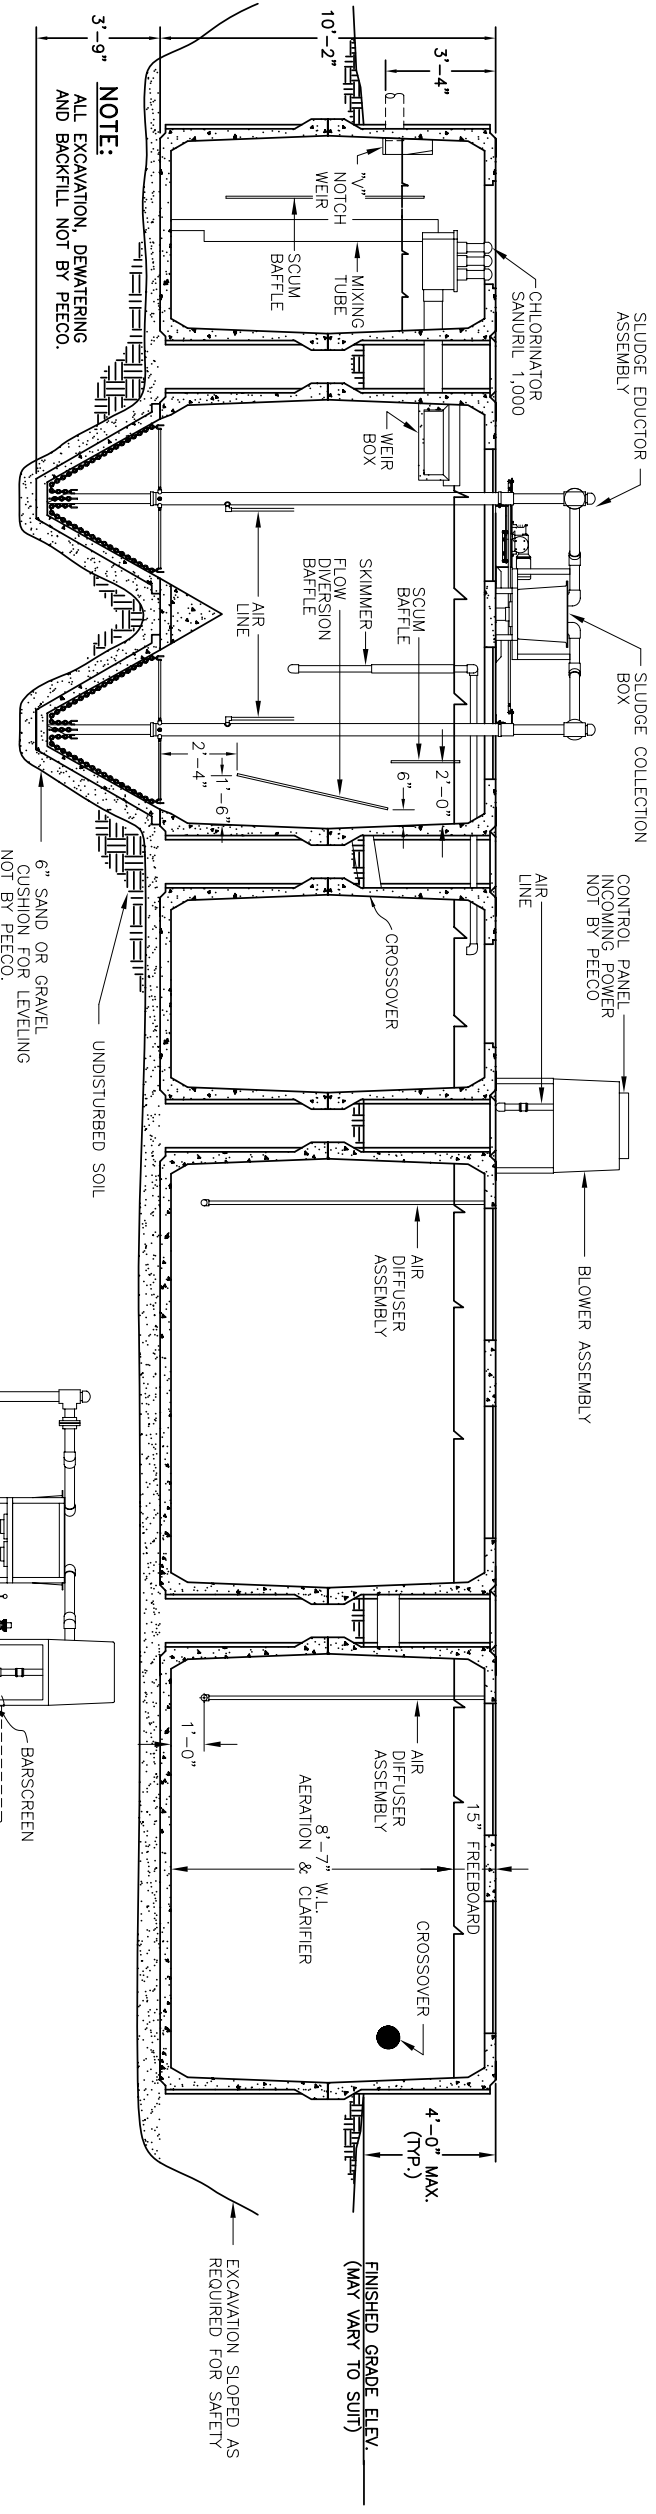 3'-9"
10'-2"
3'-4"
NOTE:
ALL EXCAVATION, DEWATERING
AND BACKFILL NOT BY PEECO.
"V"
NOTCH
WEIR
SCUM
BAFFLE
MIXING
TUBE
CHLORINATOR
SANURIL 1,000
SLUDGE EDUCTOR
ASSEMBLY
WEIR
BOX
AIR
LINE
FLOW
DIVERSION
BAFFLE
SKIMMER
SCUM
BAFFLE
SLUDGE COLLECTION
BOX
2'-4"
1'-6"
6"
2'-0"
6" SAND OR GRAVEL
CUSHION FOR LEVELING
NOT BY PEECO.
UNDISTURBED SOIL
CROSSOVER
AIR
LINE
CONTROL PANEL
INCOMING POWER
NOT BY PEECO
BLOWER ASSEMBLY
AIR
DIFFUSER
ASSEMBLY
BARSCREEN
1'-0"
AIR
DIFFUSER
ASSEMBLY
8'-7" W.L.
AERATION & CLARIFIER
15" FREEBOARD
CROSSOVER
4'-0" MAX.
(TYP.)
EXCAVATION SLOPED AS
REQUIRED FOR SAFETY
FINISHED GRADE ELEV.
(MAY VARY TO SUIT)